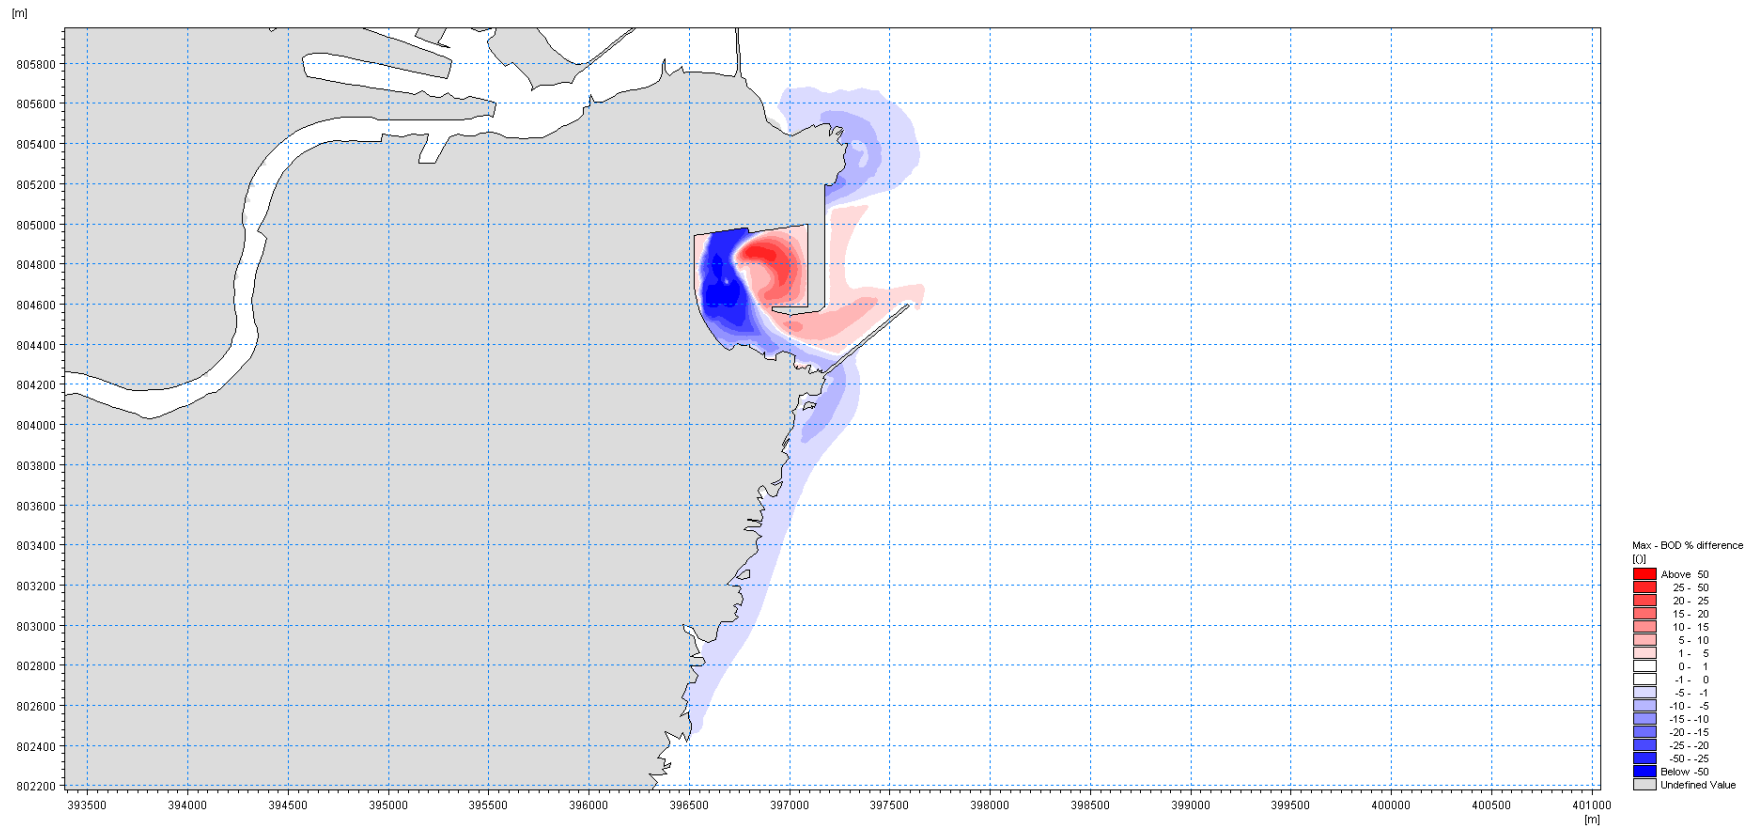 [m]
805800
805600
805400
805200
805000
804800
804600
804400
804200
804000
803800
803600
803400
803200
803000
802800
802600
802400
802200
393500 394000 394500 395000 395500 396000 396500 397000 397500 398000 398500 399000 399500 400000 400500 401000
[m]
Max - BOD % difference
[()]
Above 50
25 - 50
20 - 25
15 - 20
10 - 15
5 - 10
1 - 5
0 - 1
-1 - 0
-5 - -1
-10 - -5
-15 - -10
-20 - -15
-25 - -20
-50 - -25
Below -50
Undefined Value